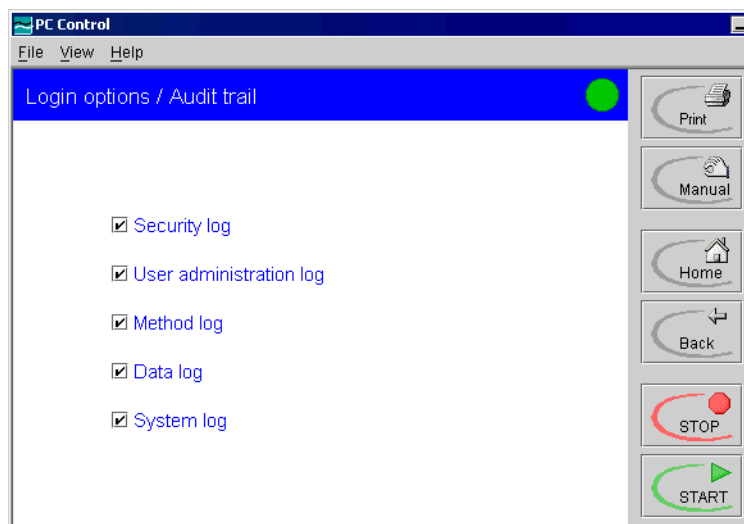 PC Control
File View Help
Login options / Audit trail
Print
Manual
Security log
User administration log
Home
Method log
Back
Data log
System log
STOP
START